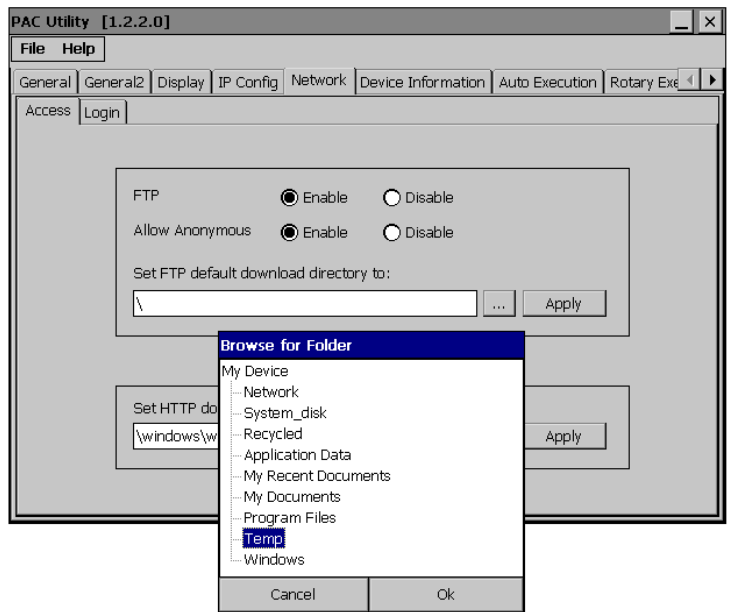 PAC Utility [1.2.2.0]
File Help
General General2 Display IP Config Network Device Information Auto Execution Rotary Exe
Access Login
FTP Enable Disable
Allow Anonymous Enable Disable
Set FTP default download directory to:
\ ... Apply
Browse for Folder
My Device
Network
System_disk
Recycled
Application Data
My Recent Documents
My Documents
Program Files
Temp
Windows
Cancel Ok
Set HTTP do
\windows\w Apply